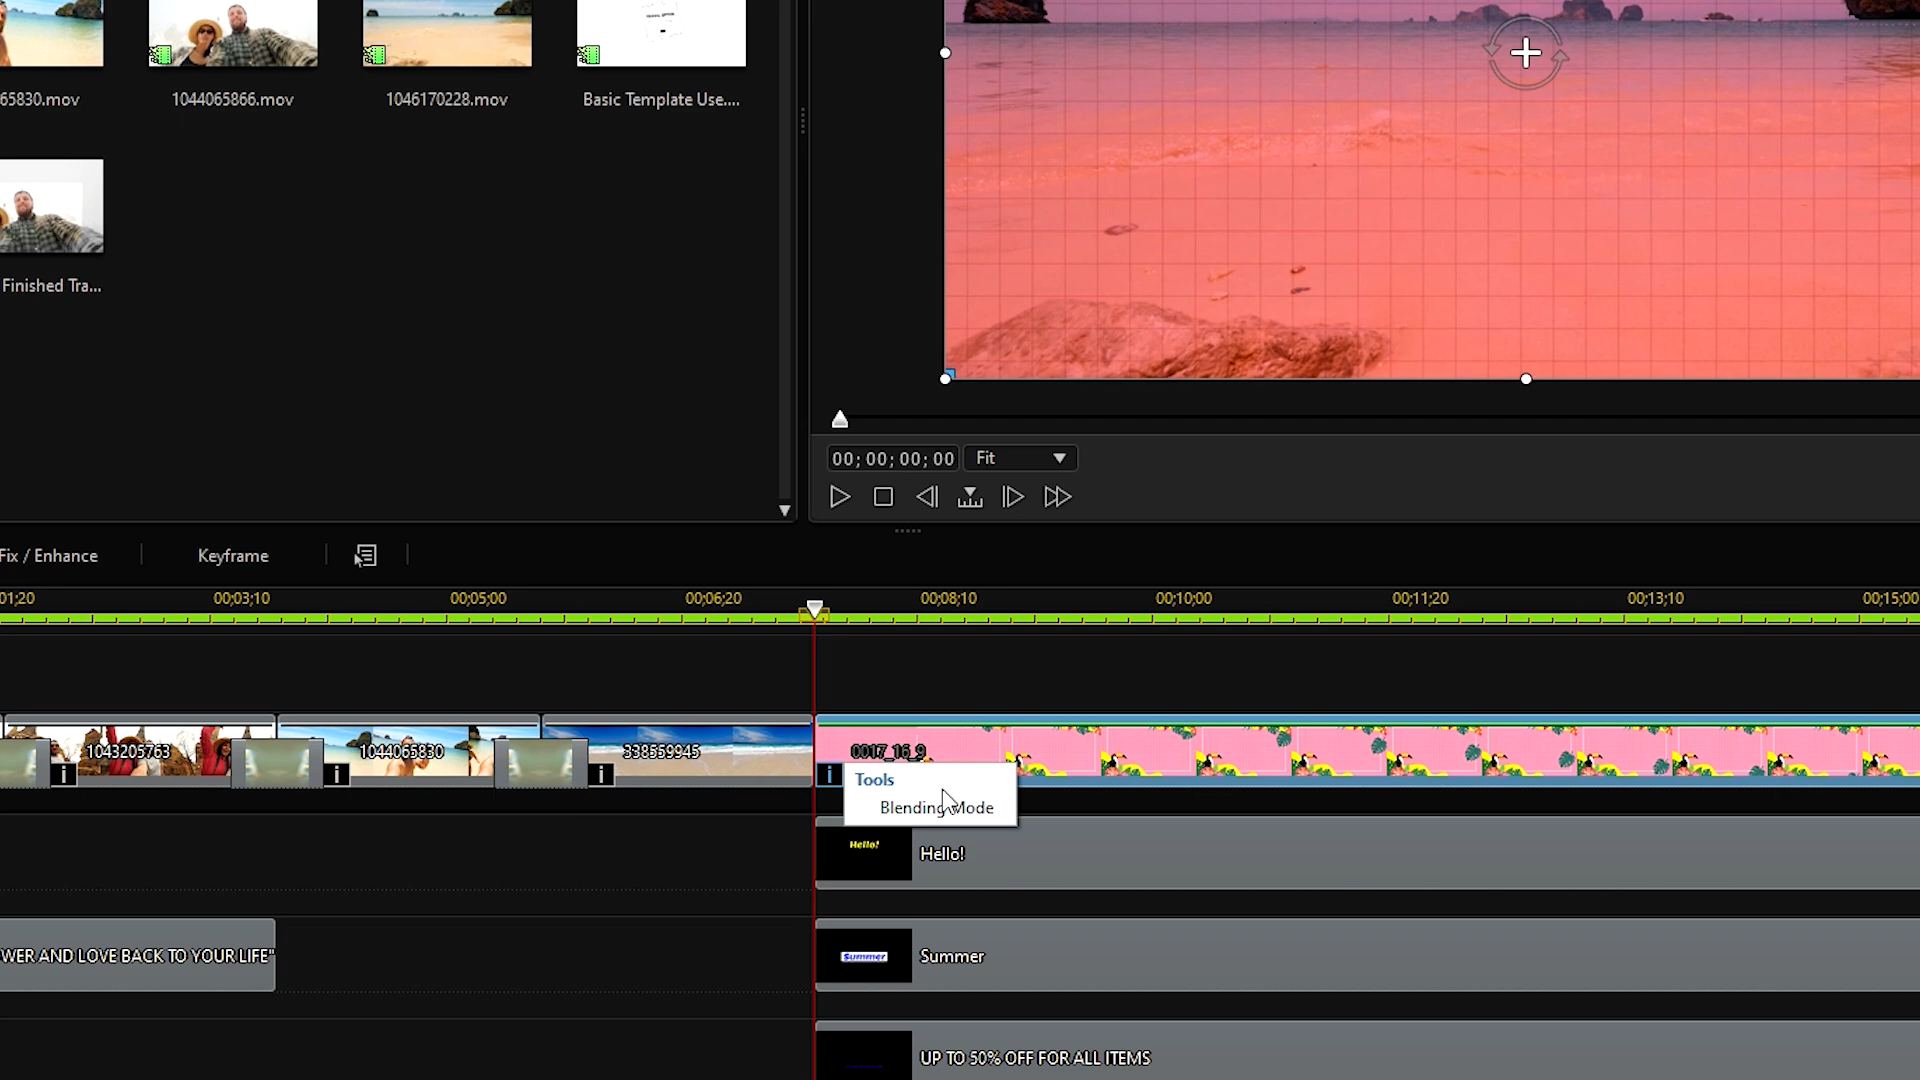 65830.mov
1044065866.mov
1046170228.mov
Basic Template Use....
Finished Tra...
00; 00; 00; 00
Fit
Fix / Enhance
Keyframe
01;20
00;03;10
00;05;00
00;06;20
00;08;10
00;10;00
00;11;20
00;13;10
00;15;00
1043205763
i
1044065830
i
338559945
i
0017_16_9
i
Tools
Blending Mode
Hello!
Hello!
WER AND LOVE BACK TO YOUR LIFE"
Summer
Summer
UP TO 50% OFF FOR ALL ITEMS